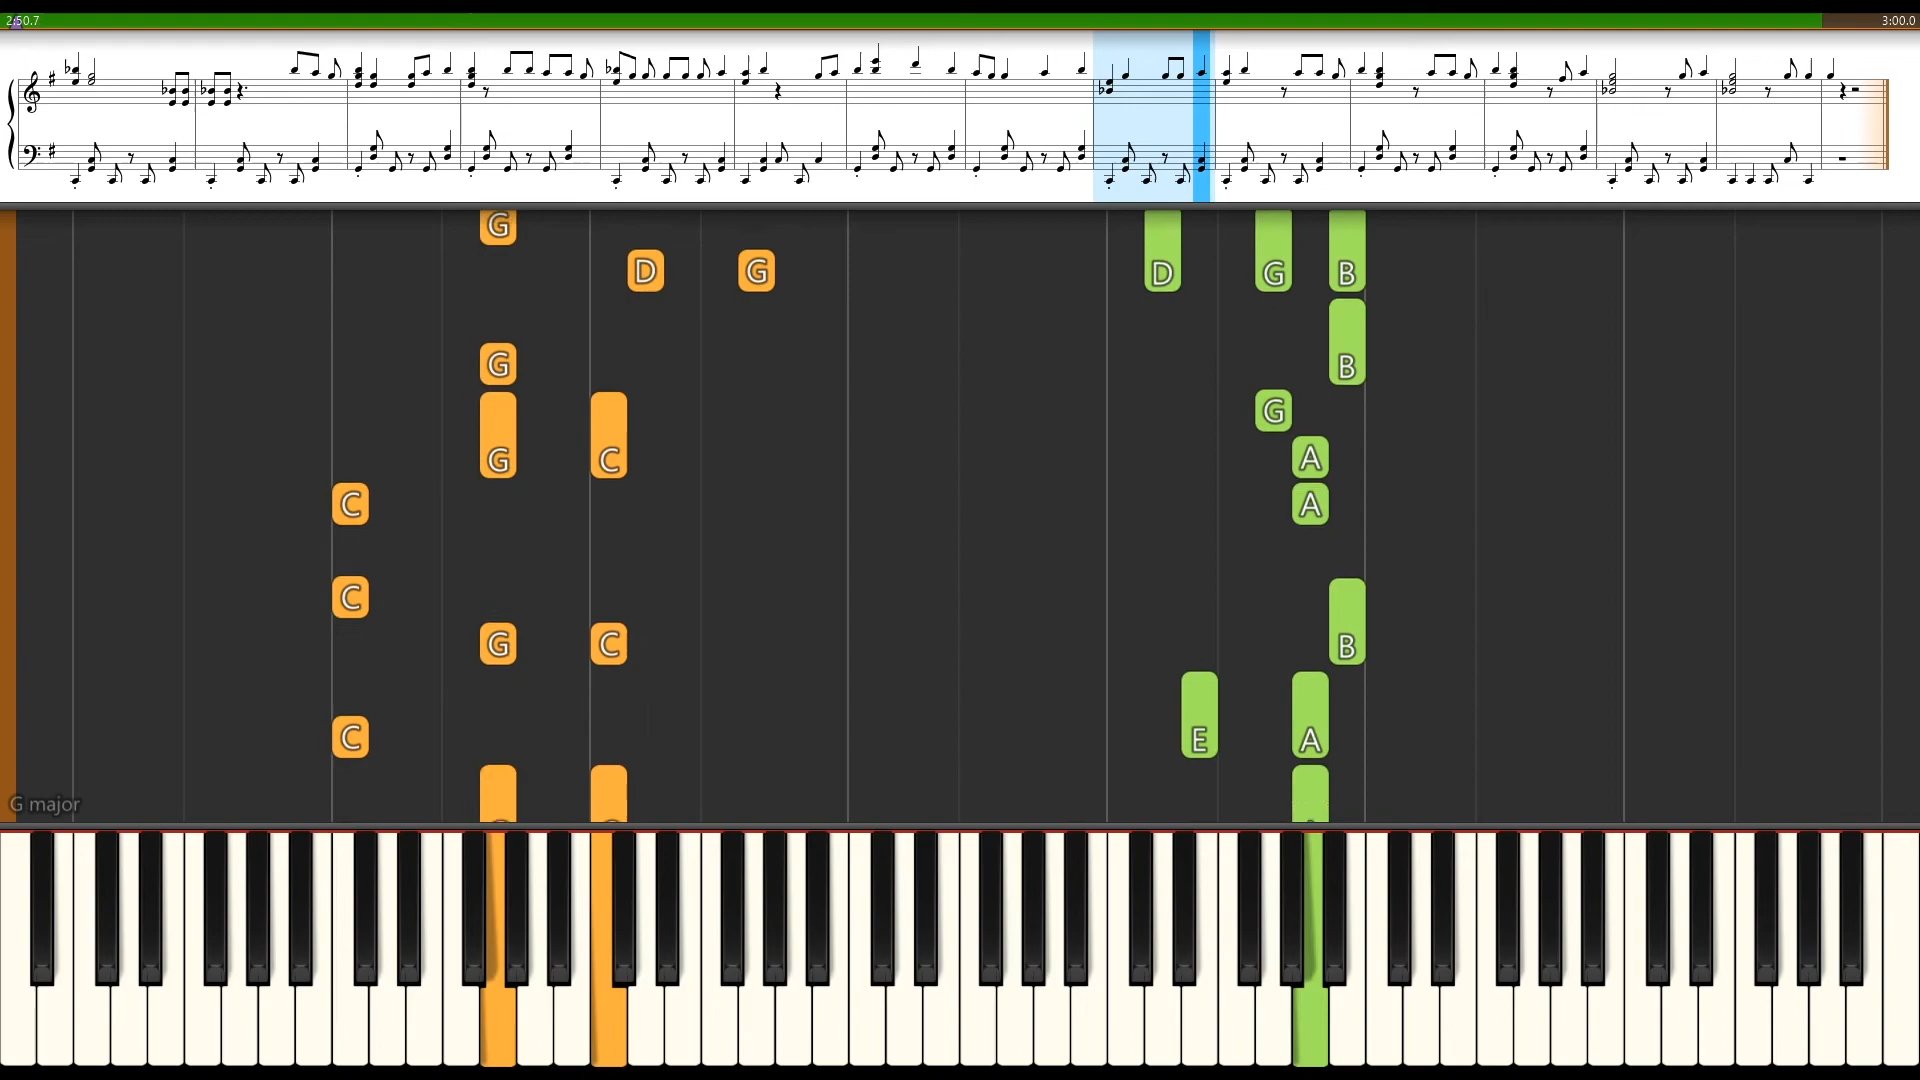 2:50.7 3:00.0
G
D G D G B
G B
G
G C A
C A
C
G C B
C E A
G major